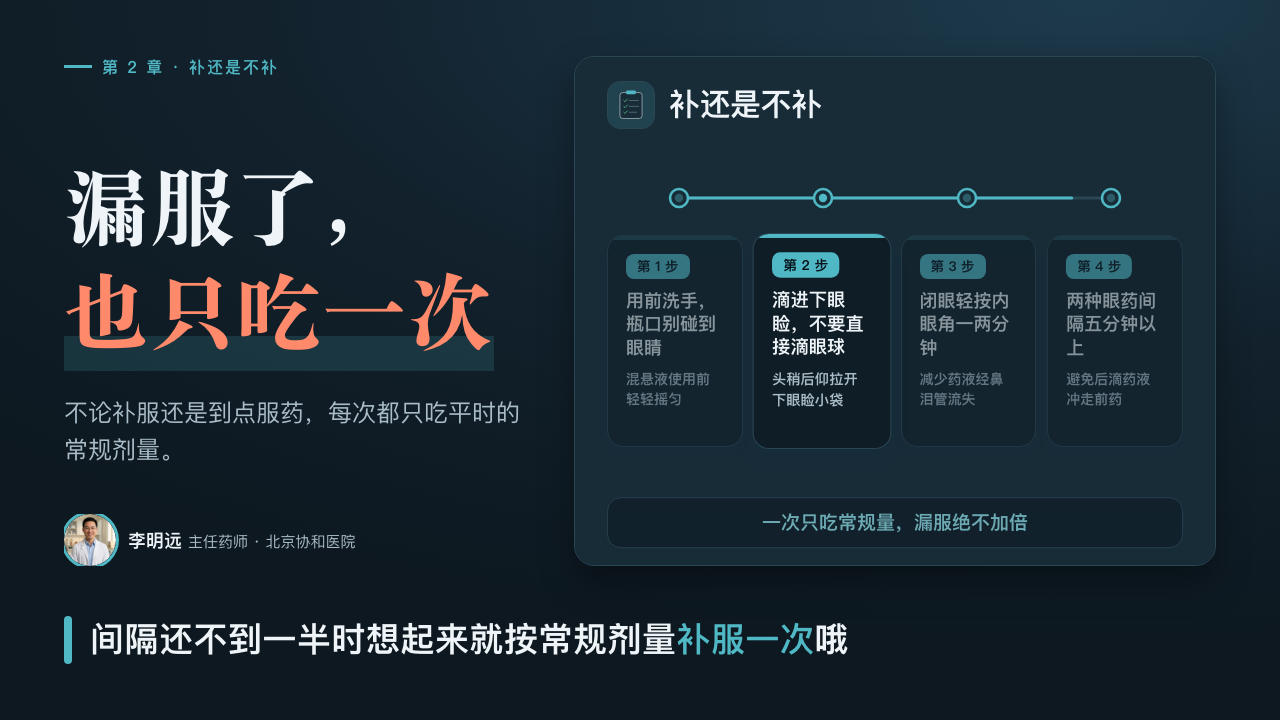 第 2 章 · 补还是不补
漏服了，
也只吃一次
不论补服还是到点服药，每次都只吃平时的
常规剂量。
李明远 主任药师 · 北京协和医院
补还是不补
第 1 步
用前洗手，
瓶口别碰到
眼睛
混悬液使用前
轻轻摇匀
第 2 步
滴进下眼
睑，不要直
接滴眼球
头稍后仰拉开
下眼睑小袋
第 3 步
闭眼轻按内
眼角一两分
钟
减少药液经鼻
泪管流失
第 4 步
两种眼药间
隔五分钟以
上
避免后滴药液
冲走前药
一次只吃常规量，漏服绝不加倍
间隔还不到一半时想起来就按常规剂量补服一次哦